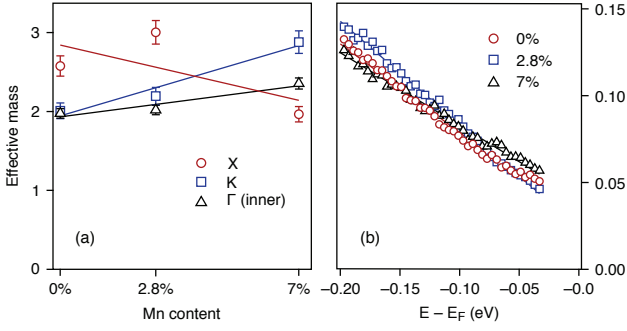 3
2
1
0
Effective mass
X
K
Γ (inner)
(a)
0%
2.8%
7%
Mn content
0%
2.8%
7%
(b)
0.15
0.10
0.05
0.00
−0.20
−0.15
−0.10
−0.05
−0.0
E − E_F (eV)